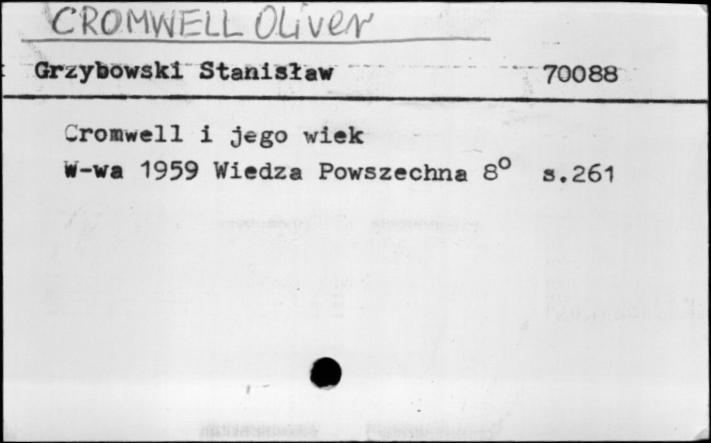 CROMWELL Oliver
Grzybowski Stanisław 70088
Cromwell i jego wiek
W-wa 1959 Wiedza Powszechna 8° s.261